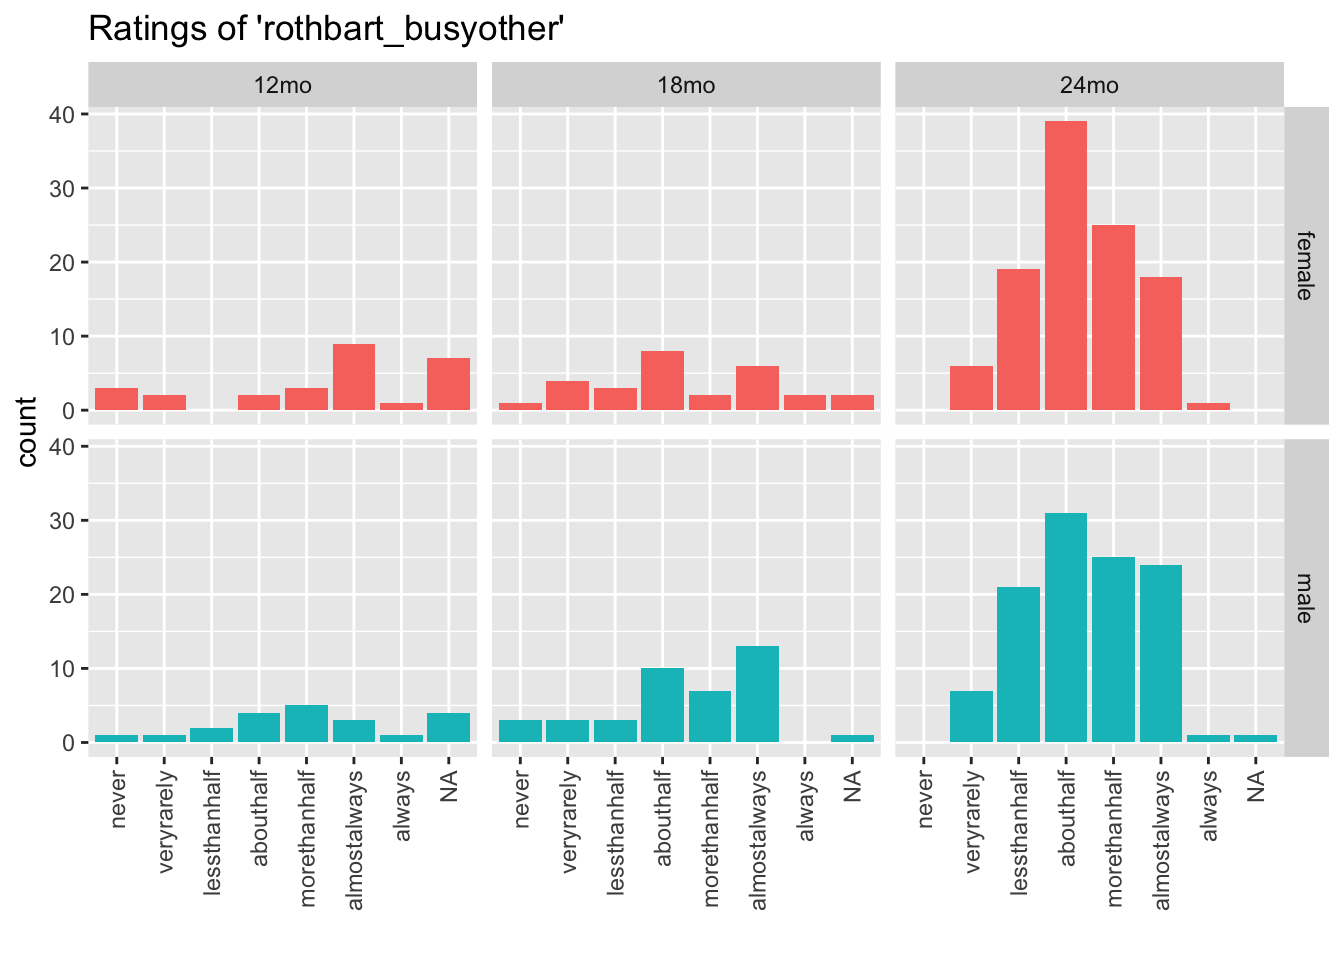 Ratings of 'rothbart_busyother'
12mo 18mo 24mo
40
30
20
10
0
female
count
40
30
20
10
0
male
never veryrarely lessthanhalf abouthalf morethanhalf almostalways always NA never veryrarely lessthanhalf abouthalf morethanhalf almostalways always NA never veryrarely lessthanhalf abouthalf morethanhalf almostalways always NA